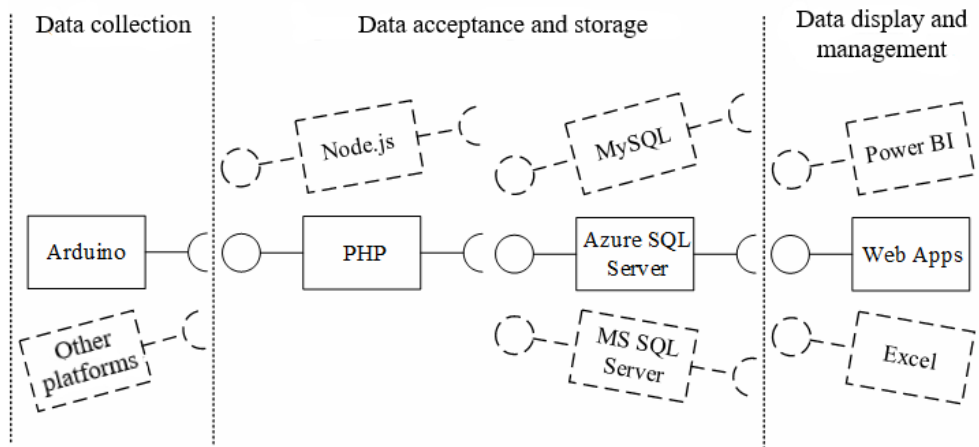 Data collection
Data acceptance and storage
Data display and
management
Node.js
MySQL
Power BI
Arduino
PHP
Azure SQL
Server
Web Apps
Other
platforms
MS SQL
Server
Excel